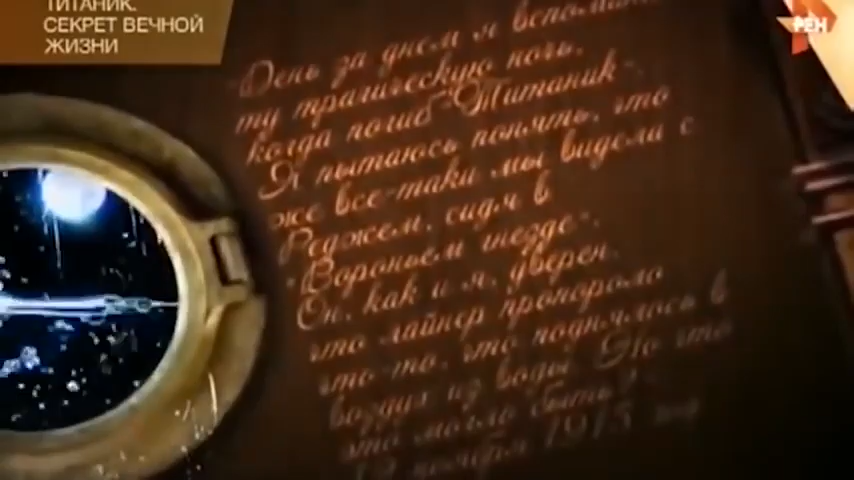 ТИТАНИК.
СЕКРЕТ ВЕЧНОЙ
ЖИЗНИ
РЕН
День за днем я вспоминаю
ту трагическую ночь,
когда погиб "Титаник".
Я пытаюсь понять, что
же все-таки мы видели с
Реджем, сидя в
"Вороньем гнезде".
Он, как и я, уверен,
что лайнер пропороло
что-то, что поднялось в
воздух из воды. Но что
это могло быть?"
ноября